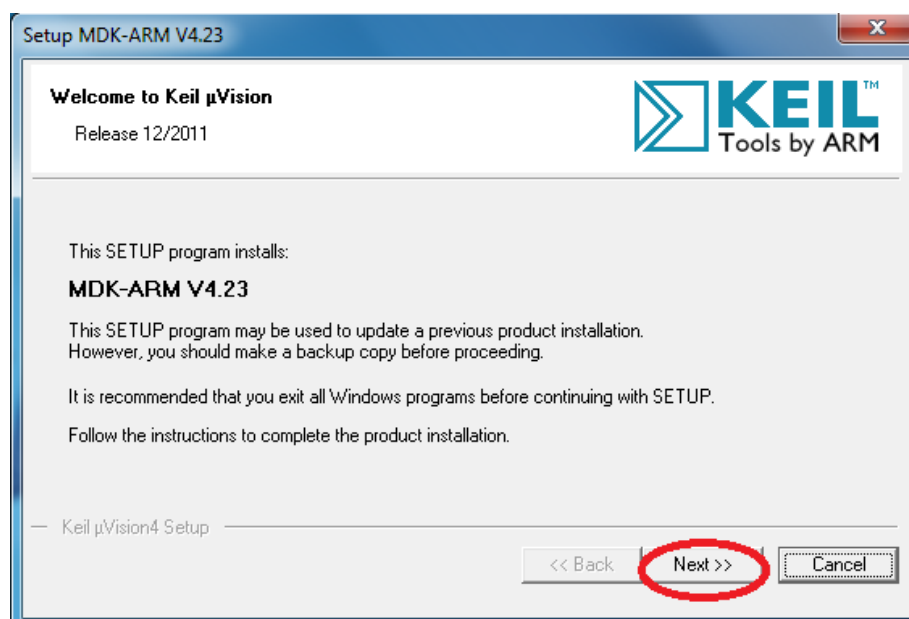 Setup MDK-ARM V4.23
Welcome to Keil µVision
Release 12/2011
KEIL™
Tools by ARM
This SETUP program installs:
MDK-ARM V4.23
This SETUP program may be used to update a previous product installation.
However, you should make a backup copy before proceeding.
It is recommended that you exit all Windows programs before continuing with SETUP.
Follow the instructions to complete the product installation.
Keil µVision4 Setup
<< Back Next >> Cancel